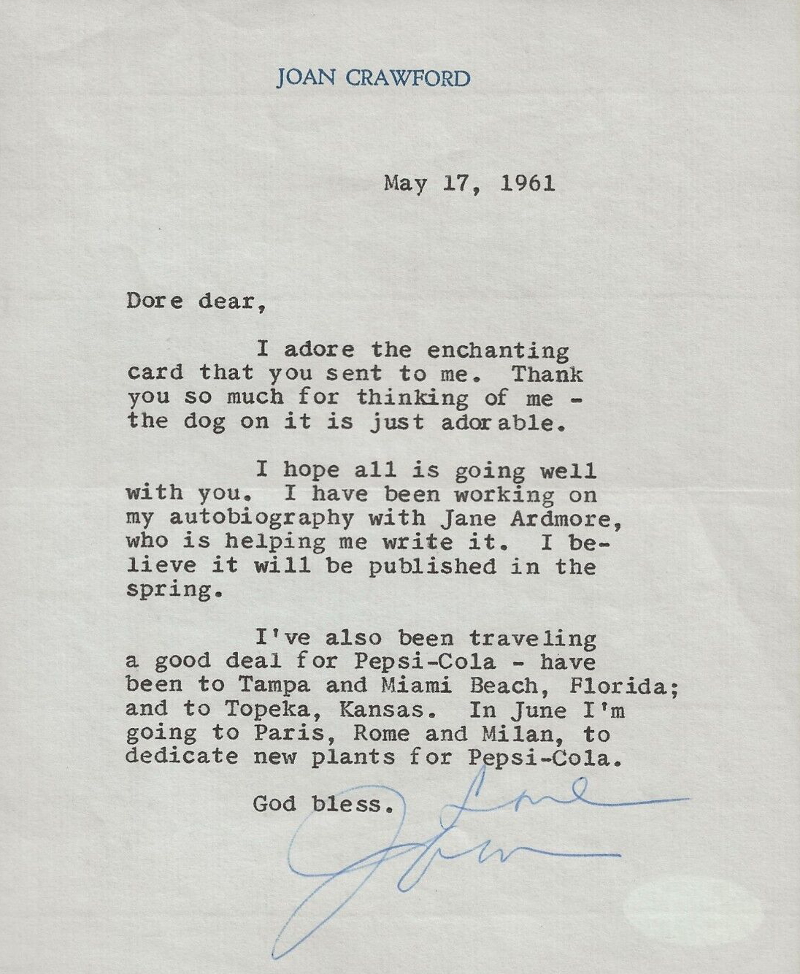 JOAN CRAWFORD
May 17, 1961
Dore dear,
I adore the enchanting
card that you sent to me. Thank
you so much for thinking of me -
the dog on it is just adorable.
I hope all is going well
with you. I have been working on
my autobiography with Jane Ardmore,
who is helping me write it. I be-
lieve it will be published in the
spring.
I've also been traveling
a good deal for Pepsi-Cola - have
been to Tampa and Miami Beach, Florida;
and to Topeka, Kansas. In June I'm
going to Paris, Rome and Milan, to
dedicate new plants for Pepsi-Cola.
God bless. Love
Joan